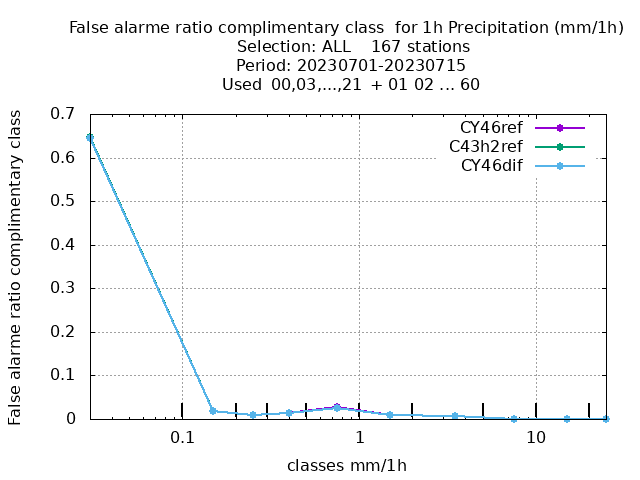 False alarme ratio complimentary class  for 1h Precipitation (mm/1h)
Selection: ALL    167 stations
Period: 20230701-20230715
Used  00,03,...,21  + 01 02 ... 60
False alarme ratio complimentary class
0.7
0.6
0.5
0.4
0.3
0.2
0.1
0
CY46ref
C43h2ref
CY46dif
0.1 1 10
classes mm/1h